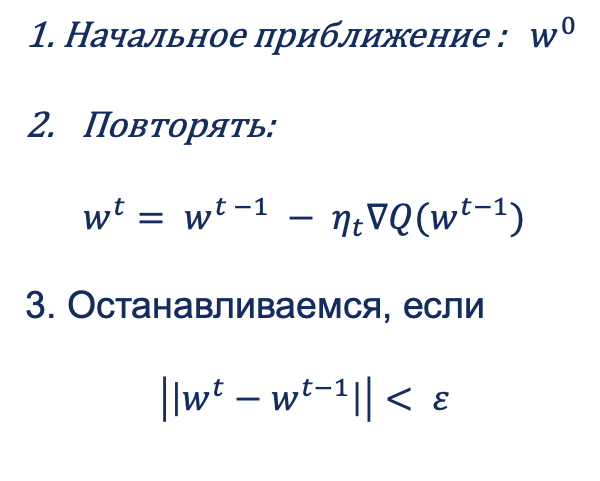 1. Начальное приближение : w⁰
2. Повторять:
wᵗ = wᵗ⁻¹ − ηₜ∇Q(wᵗ⁻¹)
3. Останавливаемся, если
||wᵗ − wᵗ⁻¹|| < ε